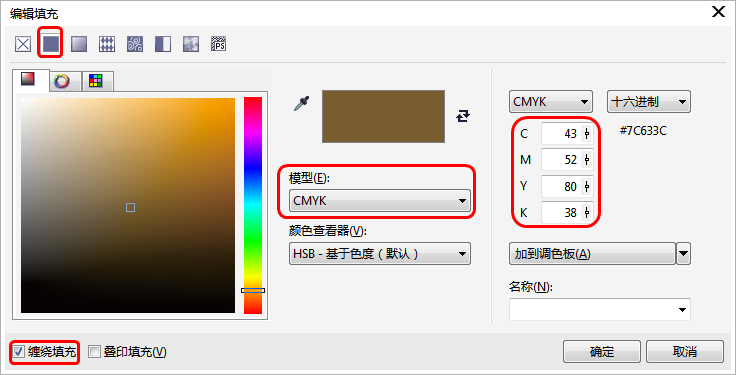 编辑填充
PS
CMYK
十六进制
C 43
#7C633C
M 52
Y 80
K 38
模型(E):
CMYK
颜色查看器(V):
HSB - 基于色度（默认）
加到调色板(A)
名称(N):
缠绕填充
叠印填充(V)
确定
取消